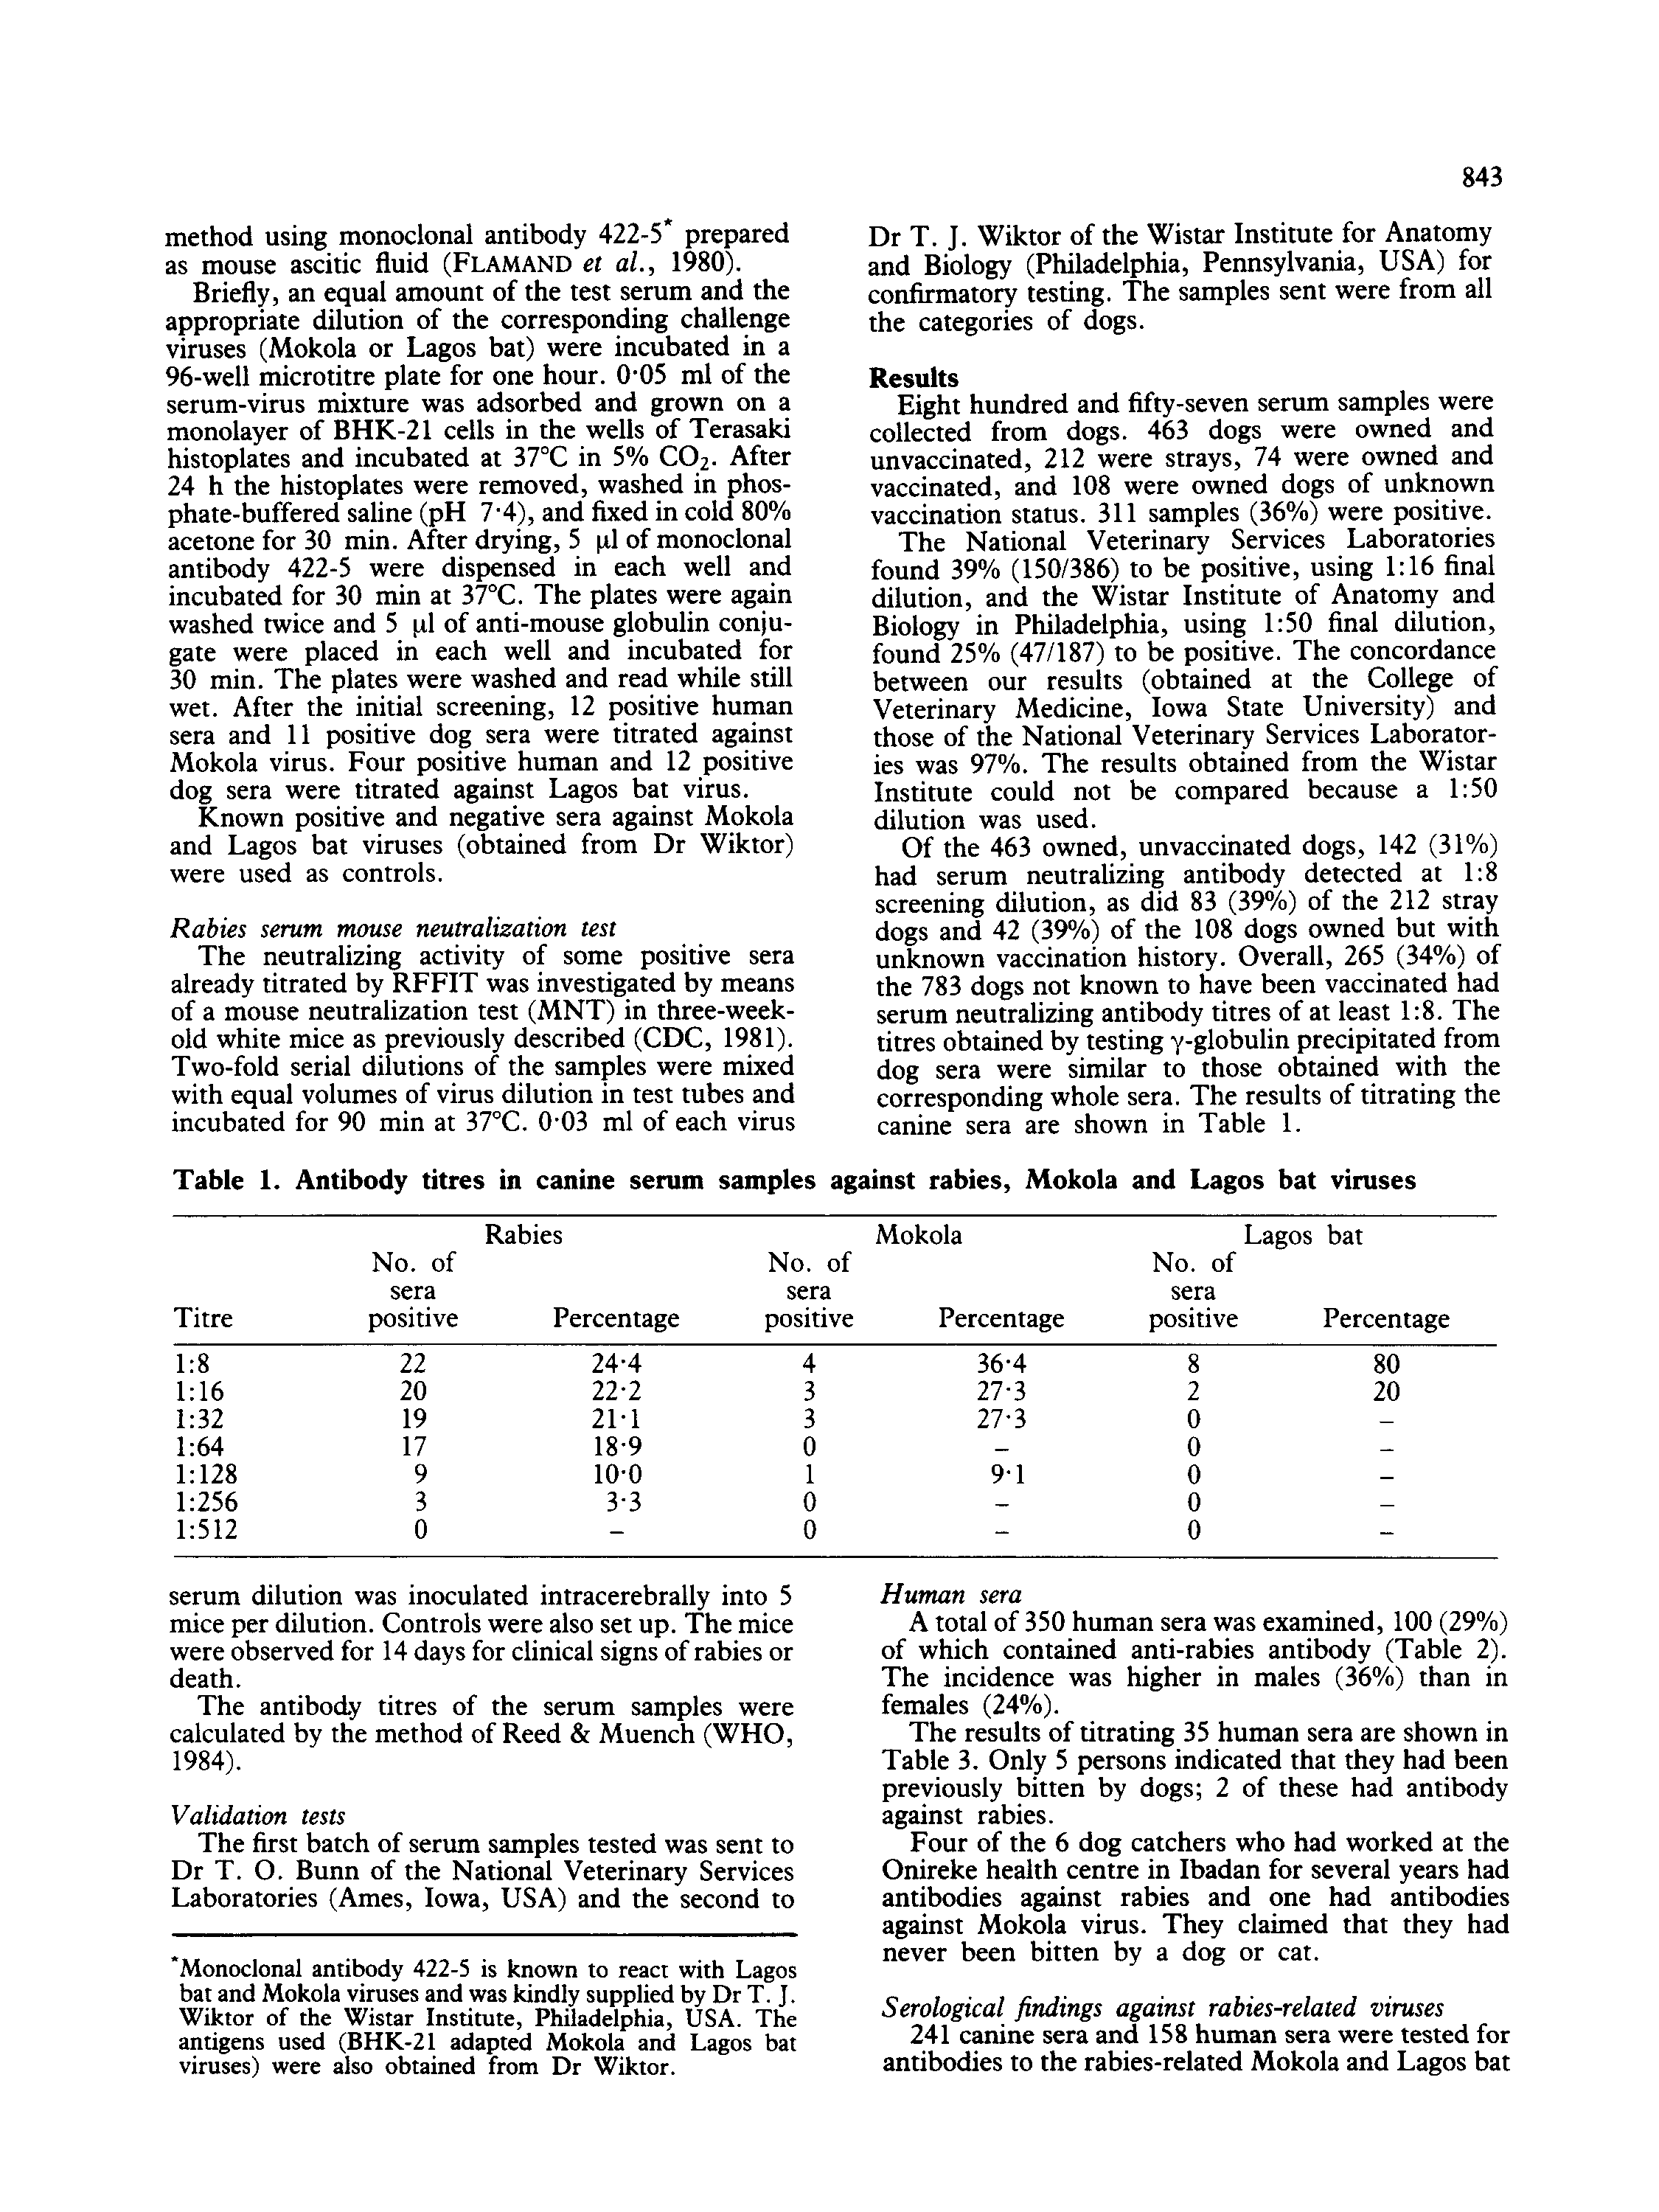 843
method using monoclonal antibody 422-5* prepared
as mouse ascitic fluid (FLAMAND et al., 1980).
Briefly, an equal amount of the test serum and the
appropriate dilution of the corresponding challenge
viruses (Mokola or Lagos bat) were incubated in a
96-well microtitre plate for one hour. 0·05 ml of the
serum-virus mixture was adsorbed and grown on a
monolayer of BHK-21 cells in the wells of Terasaki
histoplates and incubated at 37°C in 5% CO₂. After
24 h the histoplates were removed, washed in phos-
phate-buffered saline (pH 7·4), and fixed in cold 80%
acetone for 30 min. After drying, 5 µl of monoclonal
antibody 422-5 were dispensed in each well and
incubated for 30 min at 37°C. The plates were again
washed twice and 5 µl of anti-mouse globulin conju-
gate were placed in each well and incubated for
30 min. The plates were washed and read while still
wet. After the initial screening, 12 positive human
sera and 11 positive dog sera were titrated against
Mokola virus. Four positive human and 12 positive
dog sera were titrated against Lagos bat virus.
Known positive and negative sera against Mokola
and Lagos bat viruses (obtained from Dr Wiktor)
were used as controls.
Rabies serum mouse neutralization test
The neutralizing activity of some positive sera
already titrated by RFFIT was investigated by means
of a mouse neutralization test (MNT) in three-week-
old white mice as previously described (CDC, 1981).
Two-fold serial dilutions of the samples were mixed
with equal volumes of virus dilution in test tubes and
incubated for 90 min at 37°C. 0·03 ml of each virus
Dr T. J. Wiktor of the Wistar Institute for Anatomy
and Biology (Philadelphia, Pennsylvania, USA) for
confirmatory testing. The samples sent were from all
the categories of dogs.
Results
Eight hundred and fifty-seven serum samples were
collected from dogs. 463 dogs were owned and
unvaccinated, 212 were strays, 74 were owned and
vaccinated, and 108 were owned dogs of unknown
vaccination status. 311 samples (36%) were positive.
The National Veterinary Services Laboratories
found 39% (150/386) to be positive, using 1:16 final
dilution, and the Wistar Institute of Anatomy and
Biology in Philadelphia, using 1:50 final dilution,
found 25% (47/187) to be positive. The concordance
between our results (obtained at the College of
Veterinary Medicine, Iowa State University) and
those of the National Veterinary Services Laborator-
ies was 97%. The results obtained from the Wistar
Institute could not be compared because a 1:50
dilution was used.
Of the 463 owned, unvaccinated dogs, 142 (31%)
had serum neutralizing antibody detected at 1:8
screening dilution, as did 83 (39%) of the 212 stray
dogs and 42 (39%) of the 108 dogs owned but with
unknown vaccination history. Overall, 265 (34%) of
the 783 dogs not known to have been vaccinated had
serum neutralizing antibody titres of at least 1:8. The
titres obtained by testing γ-globulin precipitated from
dog sera were similar to those obtained with the
corresponding whole sera. The results of titrating the
canine sera are shown in Table 1.
Table 1. Antibody titres in canine serum samples against rabies, Mokola and Lagos bat viruses
Rabies Mokola Lagos bat
No. of No. of No. of
sera sera sera
Titre positive Percentage positive Percentage positive Percentage
1:8 22 24·4 4 36·4 8 80
1:16 20 22·2 3 27·3 2 20
1:32 19 21·1 3 27·3 0 –
1:64 17 18·9 0 – 0 –
1:128 9 10·0 1 9·1 0 –
1:256 3 3·3 0 – 0 –
1:512 0 – 0 – 0 –
serum dilution was inoculated intracerebrally into 5
mice per dilution. Controls were also set up. The mice
were observed for 14 days for clinical signs of rabies or
death.
The antibody titres of the serum samples were
calculated by the method of Reed & Muench (WHO,
1984).
Validation tests
The first batch of serum samples tested was sent to
Dr T. O. Bunn of the National Veterinary Services
Laboratories (Ames, Iowa, USA) and the second to
*Monoclonal antibody 422-5 is known to react with Lagos
bat and Mokola viruses and was kindly supplied by Dr T. J.
Wiktor of the Wistar Institute, Philadelphia, USA. The
antigens used (BHK-21 adapted Mokola and Lagos bat
viruses) were also obtained from Dr Wiktor.
Human sera
A total of 350 human sera was examined, 100 (29%)
of which contained anti-rabies antibody (Table 2).
The incidence was higher in males (36%) than in
females (24%).
The results of titrating 35 human sera are shown in
Table 3. Only 5 persons indicated that they had been
previously bitten by dogs; 2 of these had antibody
against rabies.
Four of the 6 dog catchers who had worked at the
Onireke health centre in Ibadan for several years had
antibodies against rabies and one had antibodies
against Mokola virus. They claimed that they had
never been bitten by a dog or cat.
Serological findings against rabies-related viruses
241 canine sera and 158 human sera were tested for
antibodies to the rabies-related Mokola and Lagos bat